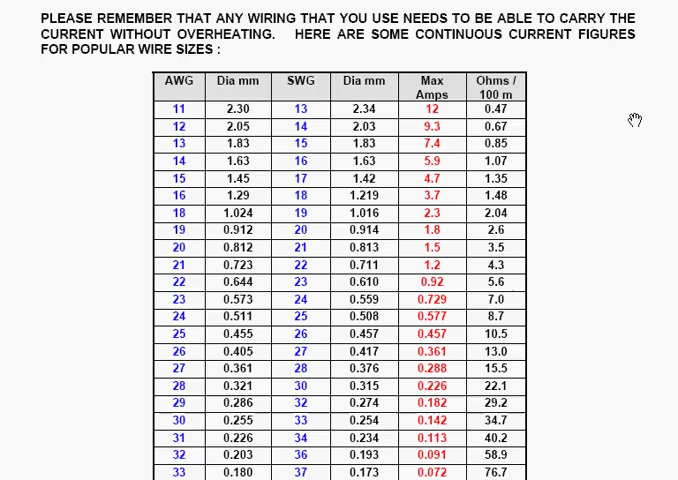 PLEASE REMEMBER THAT ANY WIRING THAT YOU USE NEEDS TO BE ABLE TO CARRY THE
CURRENT WITHOUT OVERHEATING. HERE ARE SOME CONTINUOUS CURRENT FIGURES
FOR POPULAR WIRE SIZES :
AWG Dia mm SWG Dia mm Max Amps Ohms / 100 m
11 2.30 13 2.34 12 0.47
12 2.05 14 2.03 9.3 0.67
13 1.83 15 1.83 7.4 0.85
14 1.63 16 1.63 5.9 1.07
15 1.45 17 1.42 4.7 1.35
16 1.29 18 1.219 3.7 1.48
18 1.024 19 1.016 2.3 2.04
19 0.912 20 0.914 1.8 2.6
20 0.812 21 0.813 1.5 3.5
21 0.723 22 0.711 1.2 4.3
22 0.644 23 0.610 0.92 5.6
23 0.573 24 0.559 0.729 7.0
24 0.511 25 0.508 0.577 8.7
25 0.455 26 0.457 0.457 10.5
26 0.405 27 0.417 0.361 13.0
27 0.361 28 0.376 0.288 15.5
28 0.321 30 0.315 0.226 22.1
29 0.286 32 0.274 0.182 29.2
30 0.255 33 0.254 0.142 34.7
31 0.226 34 0.234 0.113 40.2
32 0.203 36 0.193 0.091 58.9
33 0.180 37 0.173 0.072 76.7